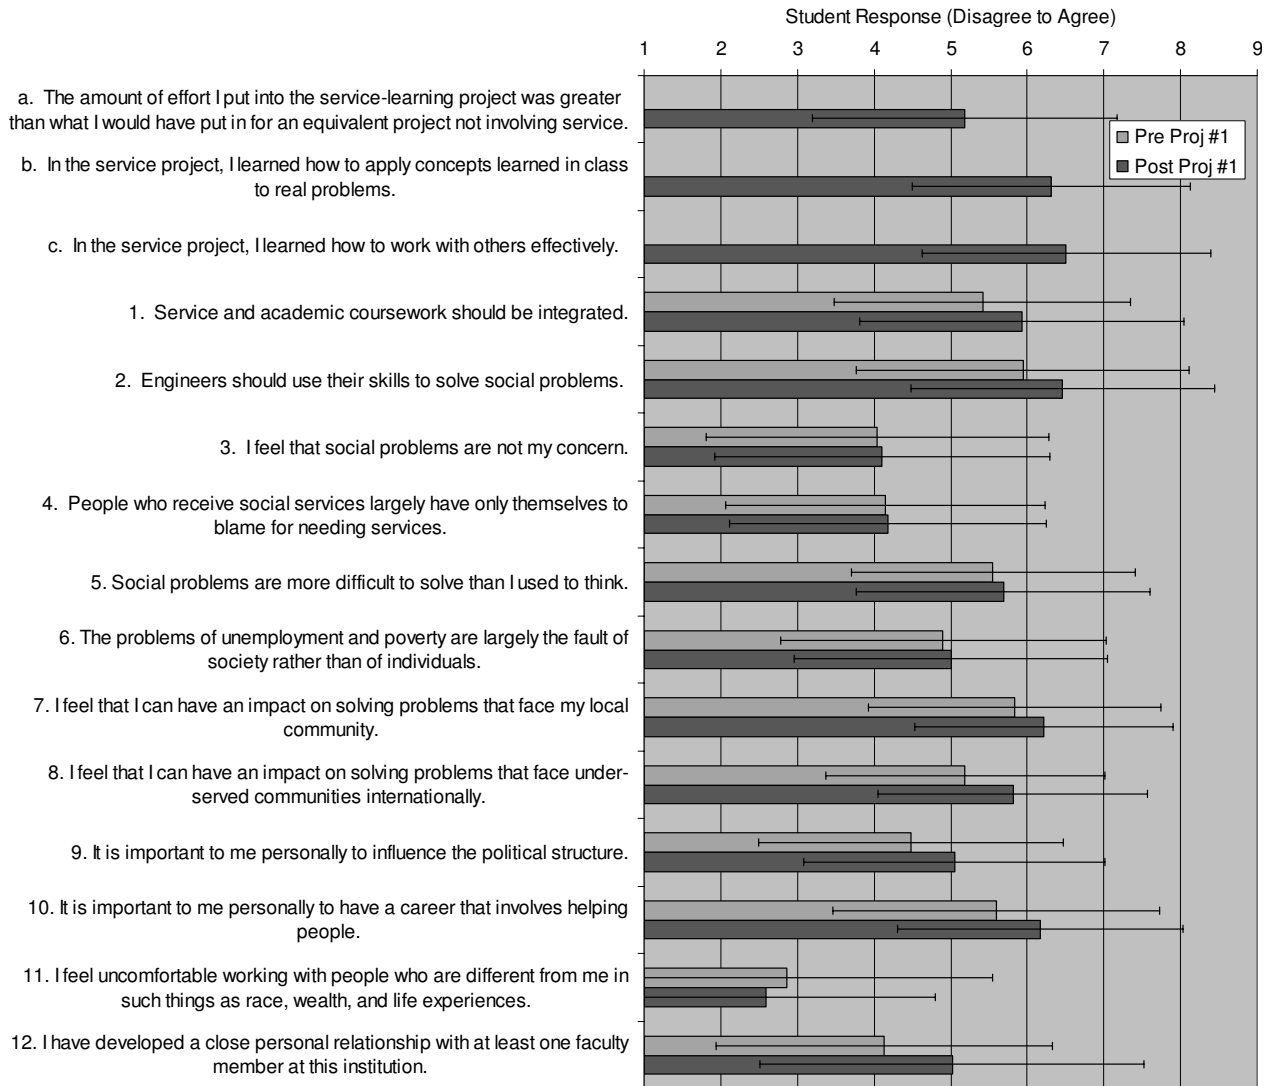 Student Response (Disagree to Agree)
1 2 3 4 5 6 7 8 9
a. The amount of effort I put into the service-learning project was greater
than what I would have put in for an equivalent project not involving service.
Pre Proj #1
Post Proj #1
b. In the service project, I learned how to apply concepts learned in class
to real problems.
c. In the service project, I learned how to work with others effectively.
1. Service and academic coursework should be integrated.
2. Engineers should use their skills to solve social problems.
3. I feel that social problems are not my concern.
4. People who receive social services largely have only themselves to
blame for needing services.
5. Social problems are more difficult to solve than I used to think.
6. The problems of unemployment and poverty are largely the fault of
society rather than of individuals.
7. I feel that I can have an impact on solving problems that face my local
community.
8. I feel that I can have an impact on solving problems that face under-
served communities internationally.
9. It is important to me personally to influence the political structure.
10. It is important to me personally to have a career that involves helping
people.
11. I feel uncomfortable working with people who are different from me in
such things as race, wealth, and life experiences.
12. I have developed a close personal relationship with at least one faculty
member at this institution.